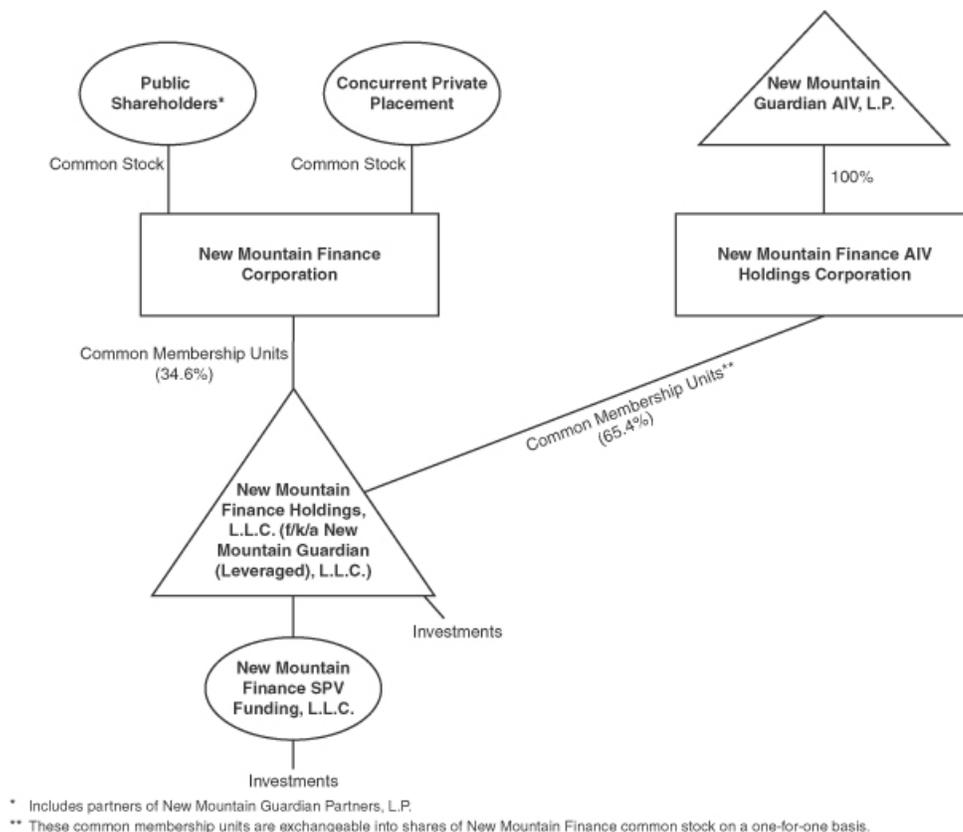 Public
Shareholders*
Concurrent Private
Placement
New Mountain
Guardian AIV, L.P.
Common Stock
Common Stock
100%
New Mountain Finance
Corporation
New Mountain Finance AIV
Holdings Corporation
Common Membership Units
(34.6%)
Common Membership Units**
(65.4%)
New Mountain
Finance Holdings,
L.L.C. (f/k/a New
Mountain Guardian
(Leveraged), L.L.C.)
Investments
New Mountain
Finance SPV
Funding, L.L.C.
Investments
* Includes partners of New Mountain Guardian Partners, L.P.
** These common membership units are exchangeable into shares of New Mountain Finance common stock on a one-for-one basis.